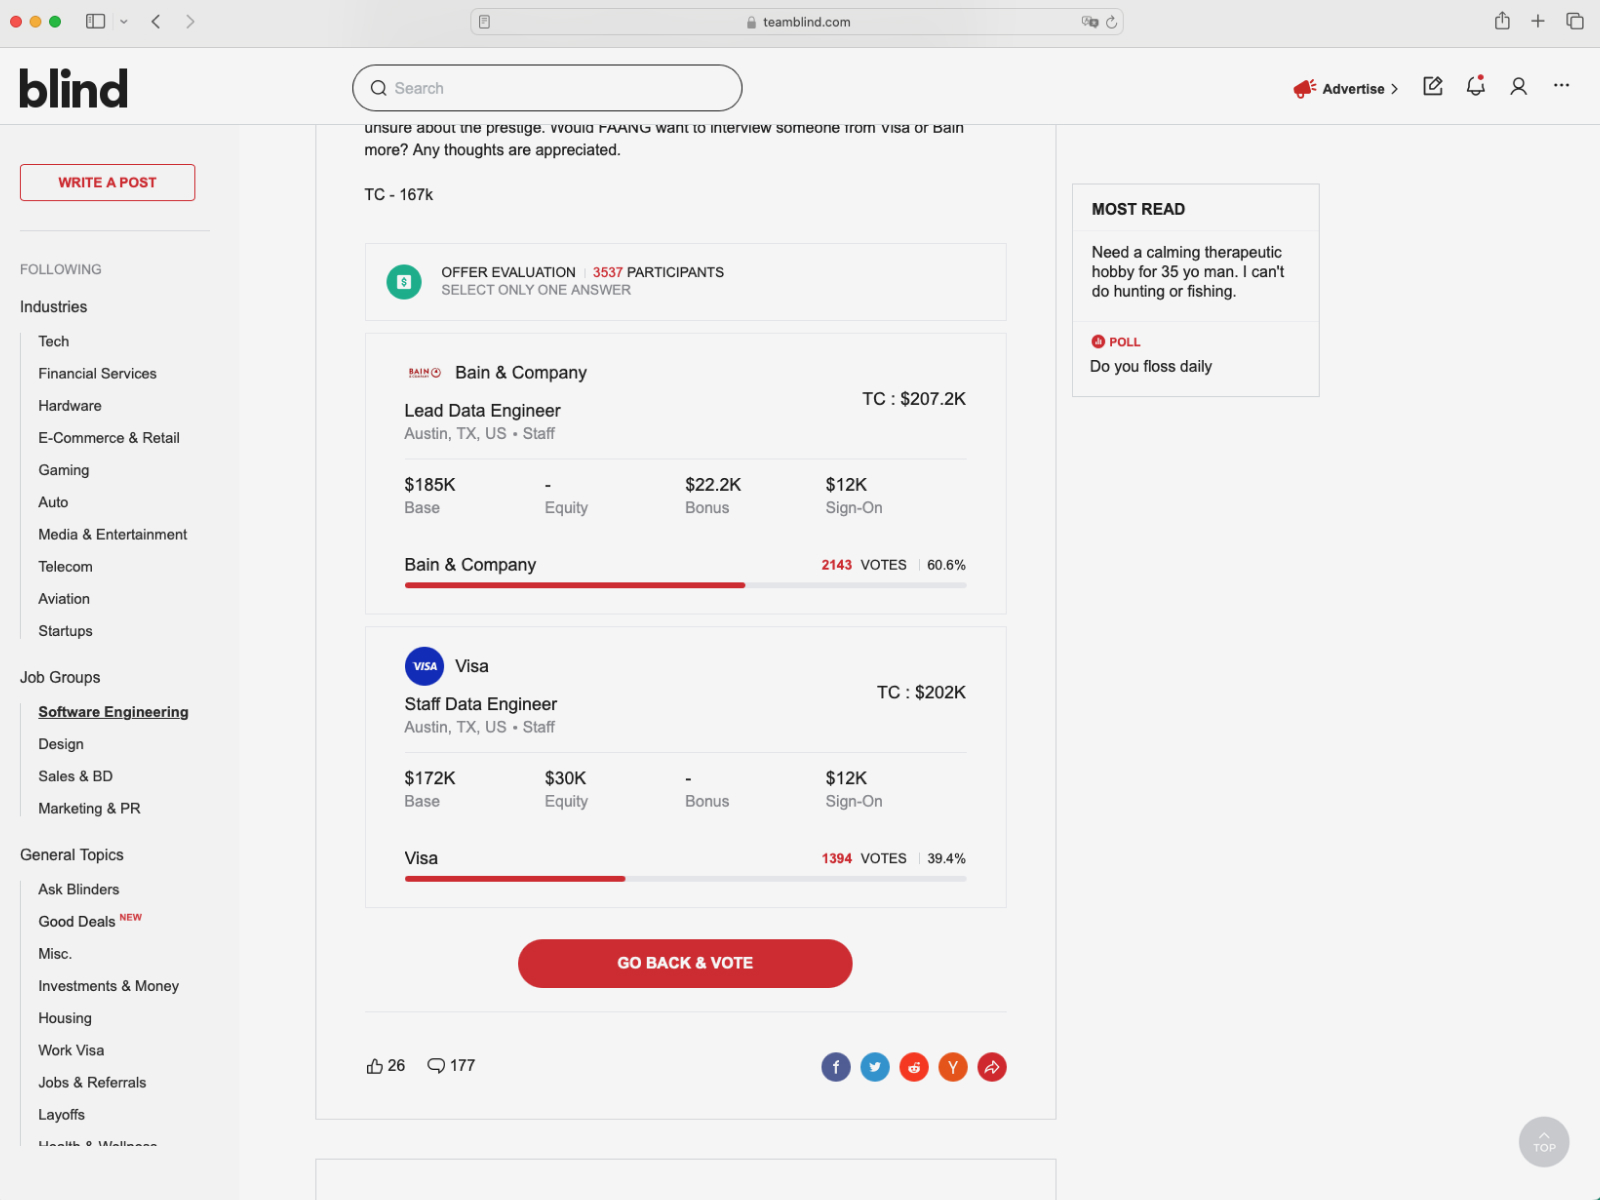 teamblind.com
blind
Search
Advertise
unsure about the prestige. Would FAANG want to interview someone from Visa or Bain
more? Any thoughts are appreciated.
TC - 167k
WRITE A POST
FOLLOWING
Industries
Tech
Financial Services
Hardware
E-Commerce & Retail
Gaming
Auto
Media & Entertainment
Telecom
Aviation
Startups
Job Groups
Software Engineering
Design
Sales & BD
Marketing & PR
General Topics
Ask Blinders
Good Deals NEW
Misc.
Investments & Money
Housing
Work Visa
Jobs & Referrals
Layoffs
Health & Wellness
$
OFFER EVALUATION | 3537 PARTICIPANTS
SELECT ONLY ONE ANSWER
BAIN
Bain & Company
Lead Data Engineer
Austin, TX, US • Staff
TC : $207.2K
$185K - $22.2K $12K
Base Equity Bonus Sign-On
Bain & Company 2143 VOTES | 60.6%
VISA Visa
Staff Data Engineer
Austin, TX, US • Staff
TC : $202K
$172K $30K - $12K
Base Equity Bonus Sign-On
Visa 1394 VOTES | 39.4%
GO BACK & VOTE
26 177
f Y
MOST READ
Need a calming therapeutic
hobby for 35 yo man. I can't
do hunting or fishing.
POLL
Do you floss daily
TOP